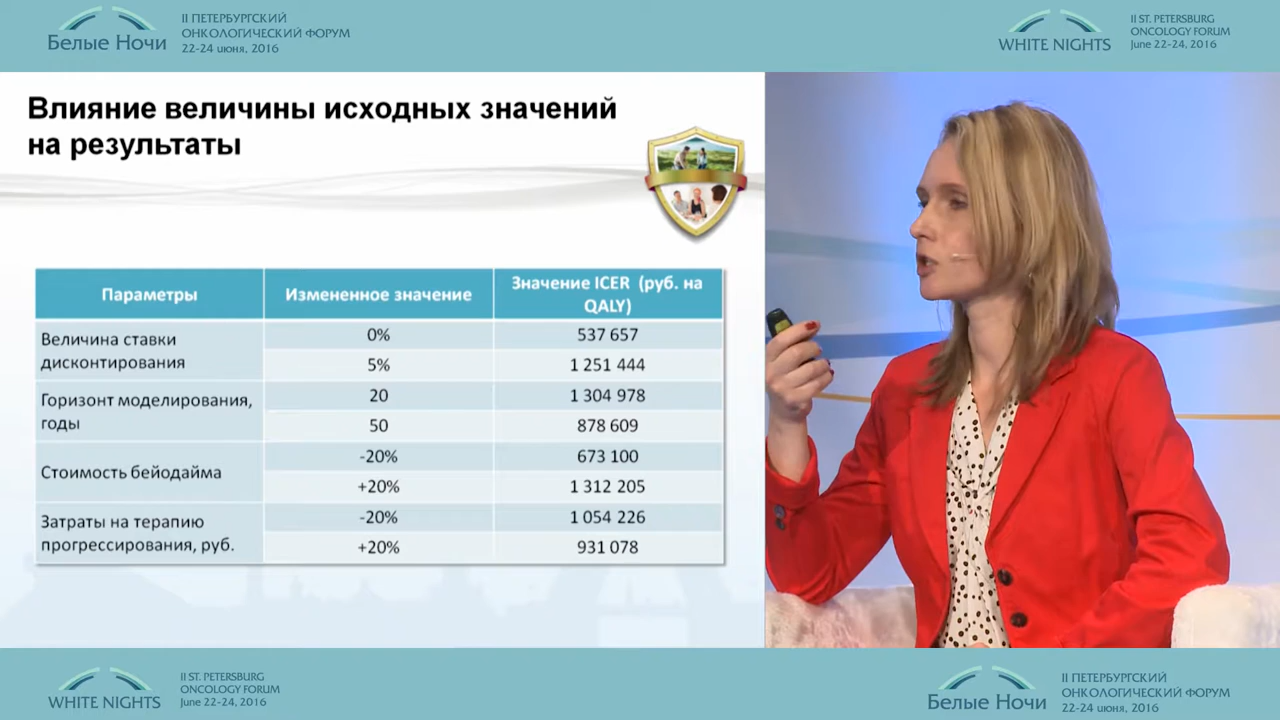 Белые Ночи
II ПЕТЕРБУРГСКИЙ
ОНКОЛОГИЧЕСКИЙ ФОРУМ
22-24 июня, 2016
WHITE NIGHTS
II ST. PETERSBURG
ONCOLOGY FORUM
June 22-24, 2016
Влияние величины исходных значений
на результаты
Параметры
Измененное значение
Значение ICER (руб. на
QALY)
Величина ставки
дисконтирования
0%
537 657
5%
1 251 444
Горизонт моделирования,
годы
20
1 304 978
50
878 609
Стоимость бейодайма
-20%
673 100
+20%
1 312 205
Затраты на терапию
прогрессирования, руб.
-20%
1 054 226
+20%
931 078
WHITE NIGHTS
II ST. PETERSBURG
ONCOLOGY FORUM
June 22-24, 2016
Белые Ночи
II ПЕТЕРБУРГСКИЙ
ОНКОЛОГИЧЕСКИЙ ФОРУМ
22-24 июня, 2016